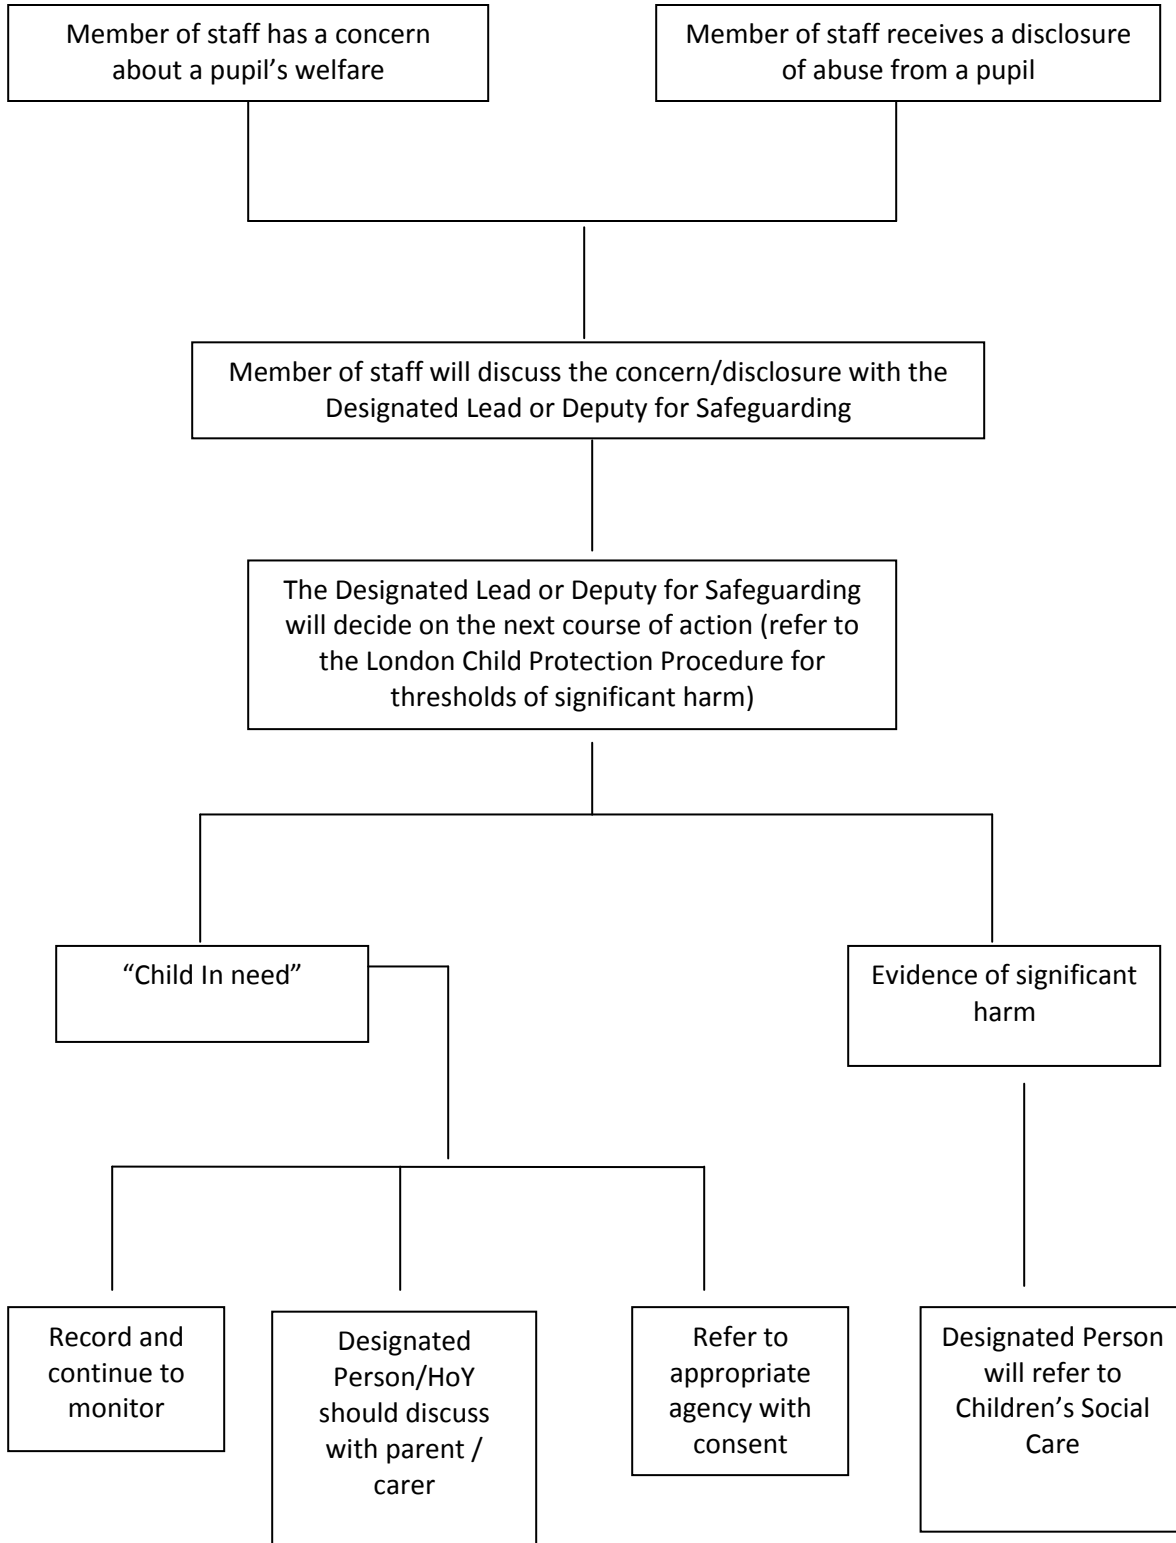 Member of staff has a concern
about a pupil’s welfare
Member of staff receives a disclosure
of abuse from a pupil
Member of staff will discuss the concern/disclosure with the
Designated Lead or Deputy for Safeguarding
The Designated Lead or Deputy for Safeguarding
will decide on the next course of action (refer to
the London Child Protection Procedure for
thresholds of significant harm)
“Child In need”
Evidence of significant
harm
Record and
continue to
monitor
Designated
Person/HoY
should discuss
with parent /
carer
Refer to
appropriate
agency with
consent
Designated Person
will refer to
Children’s Social
Care